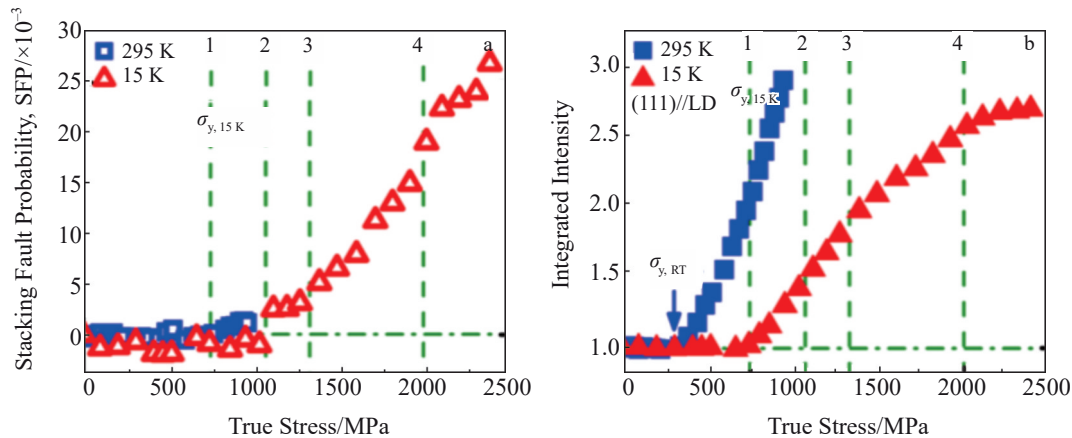 Stacking Fault Probability, SFP/×10⁻³
30
25
20
15
10
5
0
295 K
15 K
1 2 3 4 a
σy, 15 K
0 500 1000 1500 2000 2500
True Stress/MPa
Integrated Intensity
3.0
2.5
2.0
1.5
1.0
295 K
15 K
(111)//LD
1 2 3 4 b
σy, 15 K
σy, RT
0 500 1000 1500 2000 2500
True Stress/MPa